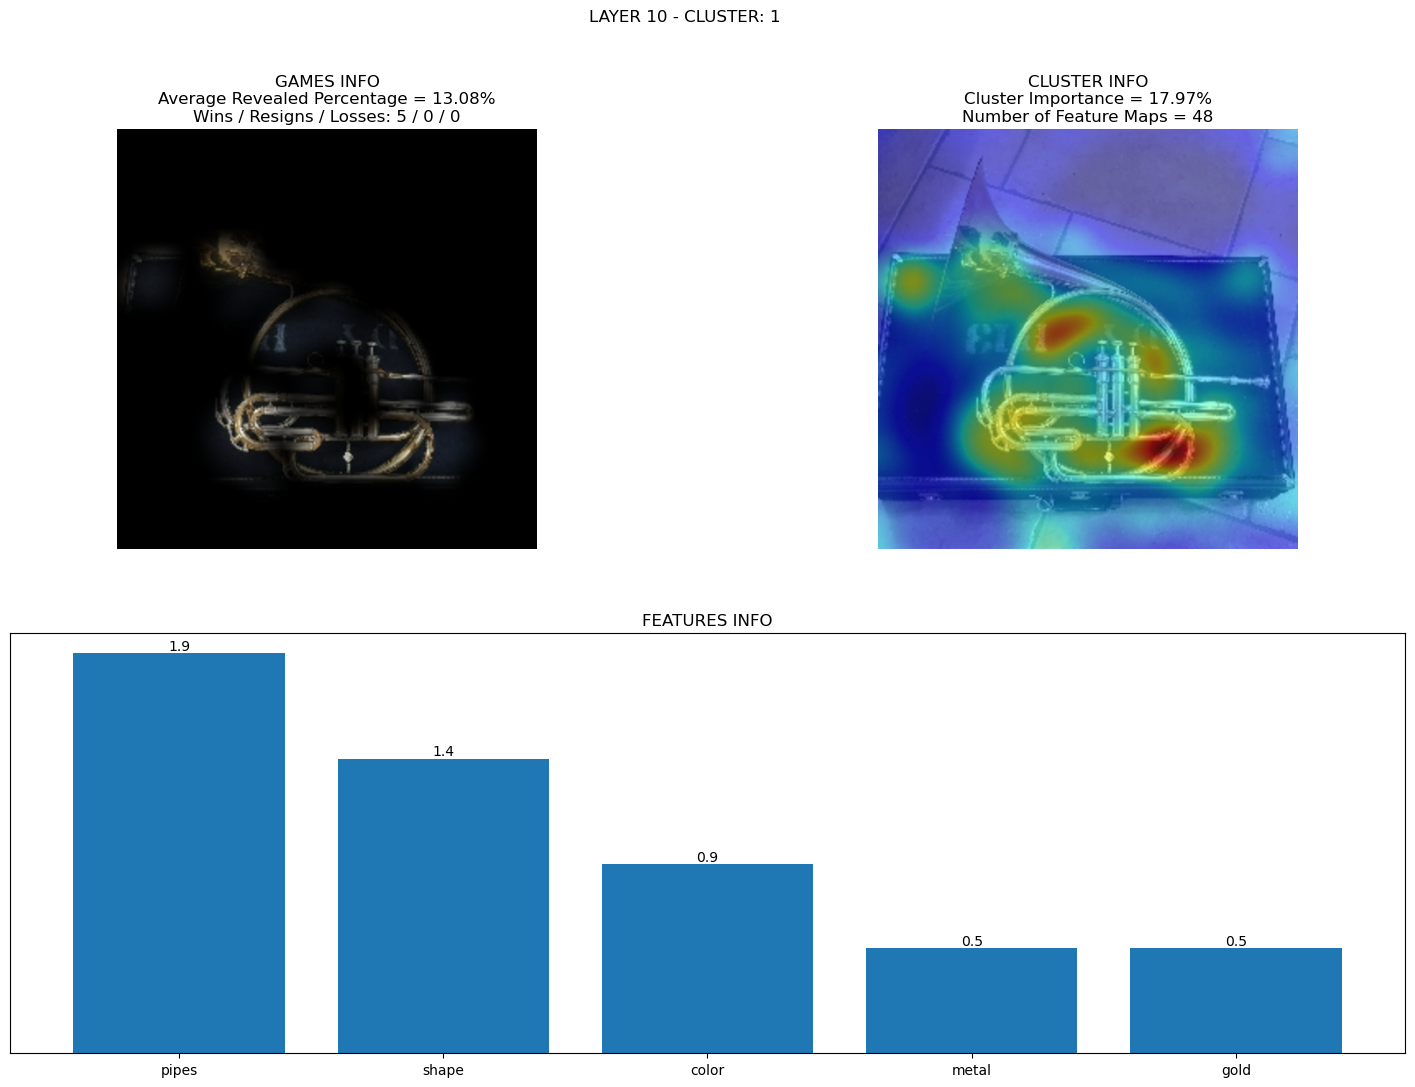 LAYER 10 - CLUSTER: 1
GAMES INFO
Average Revealed Percentage = 13.08%
Wins / Resigns / Losses: 5 / 0 / 0
CLUSTER INFO
Cluster Importance = 17.97%
Number of Feature Maps = 48
FEATURES INFO
1.9
1.4
0.9
0.5
0.5
pipes
shape
color
metal
gold